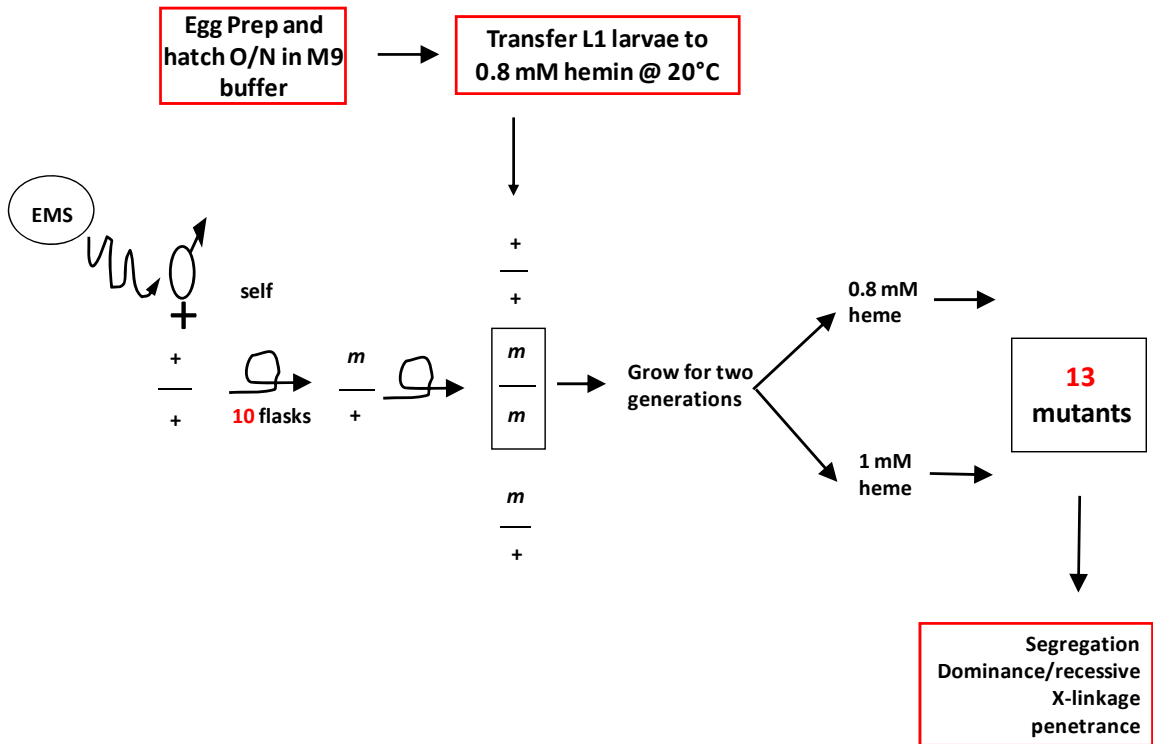 Egg Prep and
hatch O/N in M9
buffer
Transfer L1 larvae to
0.8 mM hemin @ 20°C
EMS
self
+
+
10 flasks
m
+
+
+
m
m
m
+
Grow for two
generations
0.8 mM
heme
1 mM
heme
13
mutants
Segregation
Dominance/recessive
X-linkage
penetrance